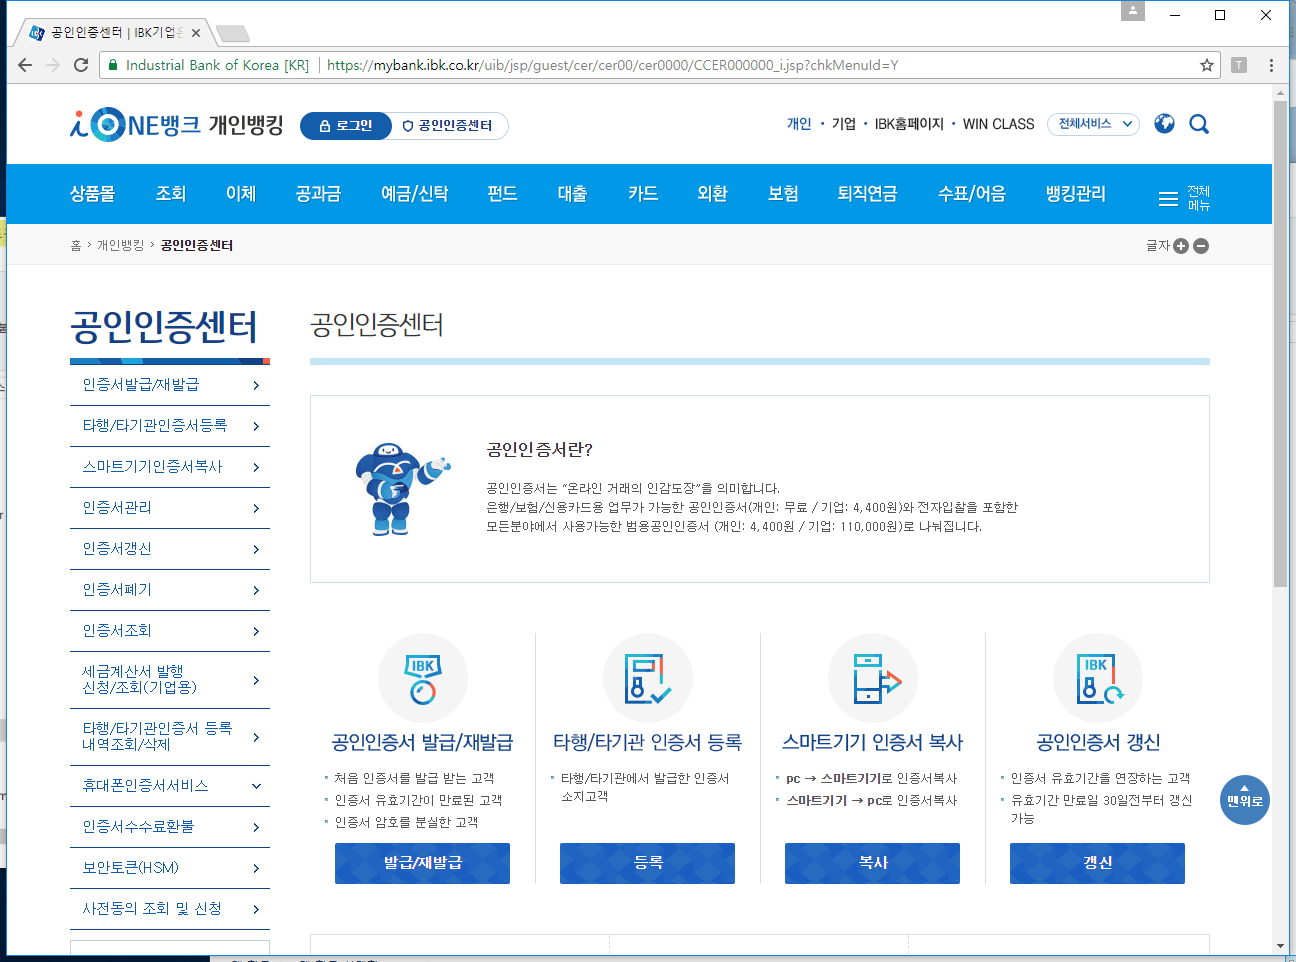 공인인증센터 | IBK기업은
Industrial Bank of Korea [KR] | https://mybank.ibk.co.kr/uib/jsp/guest/cer/cer00/cer0000/CCER000000_i.jsp?chkMenuId=Y
T
i ONE뱅크 개인뱅킹 로그인 공인인증센터 개인 · 기업 · IBK홈페이지 · WIN CLASS 전체서비스
상품몰 조회 이체 공과금 예금/신탁 펀드 대출 카드 외환 보험 퇴직연금 수표/어음 뱅킹관리 전체
메뉴
홈 > 개인뱅킹 > 공인인증센터 글자
공인인증센터
인증서발급/재발급
타행/타기관인증서등록
스마트기기인증서복사
인증서관리
인증서갱신
인증서폐기
인증서조회
세금계산서 발행
신청/조회(기업용)
타행/타기관인증서 등록
내역조회/삭제
휴대폰인증서서비스
인증서수수료환불
보안토큰(HSM)
사전동의 조회 및 신청
공인인증센터
공인인증서란?
공인인증서는 “온라인 거래의 인감도장”을 의미합니다.
은행/보험/신용카드용 업무가 가능한 공인인증서(개인: 무료 / 기업: 4,400원)와 전자입찰을 포함한
모든분야에서 사용가능한 범용공인인증서 (개인: 4,400원 / 기업: 110,000원)로 나눠집니다.
IBK
공인인증서 발급/재발급
처음 인증서를 발급 받는 고객
인증서 유효기간이 만료된 고객
인증서 암호를 분실한 고객
발급/재발급
타행/타기관 인증서 등록
타행/타기관에서 발급한 인증서
소지고객
등록
스마트기기 인증서 복사
pc → 스마트기기로 인증서복사
스마트기기 → pc로 인증서복사
복사
IBK
공인인증서 갱신
인증서 유효기간을 연장하는 고객
유효기간 만료일 30일전부터 갱신
가능
갱신
맨위로